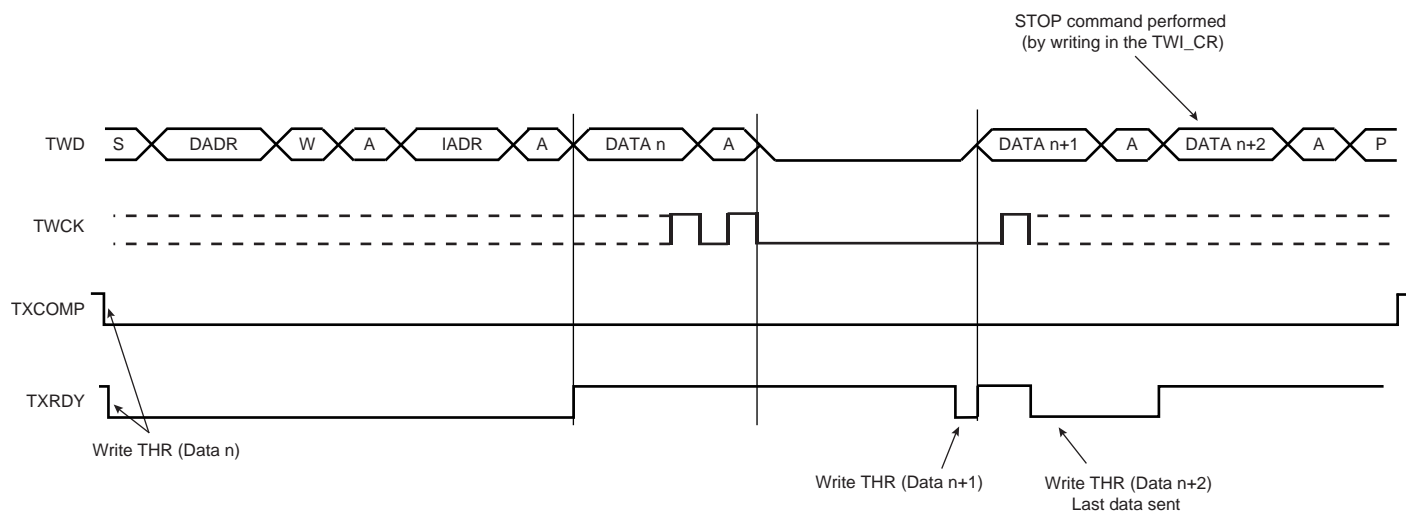 STOP command performed
(by writing in the TWI_CR)
TWD S DADR W A IADR A DATA n A DATA n+1 A DATA n+2 A P
TWCK
TXCOMP
TXRDY
Write THR (Data n)
Write THR (Data n+1)
Write THR (Data n+2)
Last data sent